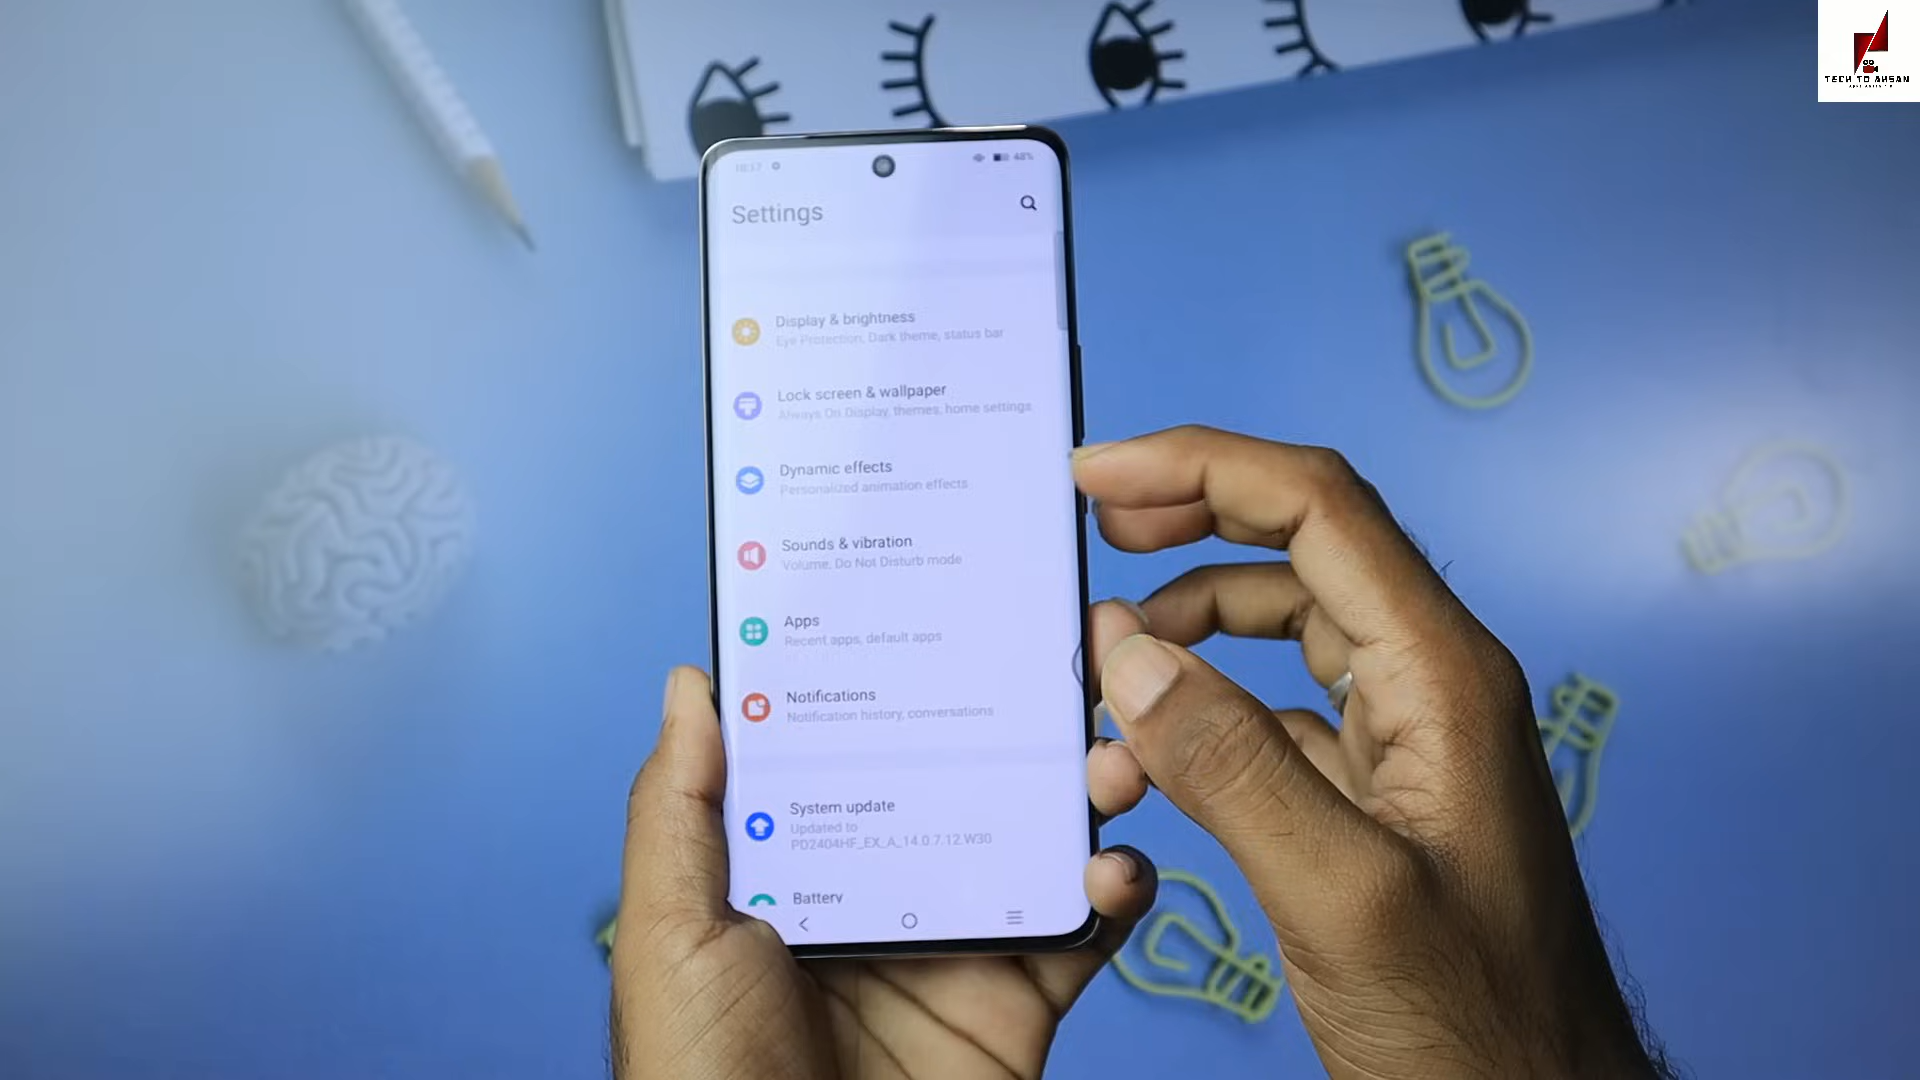 TECH TO AHSAN
48%
Settings
Display & brightness
Eye Protection, Dark theme, status bar
Lock screen & wallpaper
Always On Display, themes, home settings
Dynamic effects
Personalized animation effects
Sounds & vibration
Volume, Do Not Disturb mode
Apps
Recent apps, default apps
Notifications
Notification history, conversations
System update
Updated to
PD2404HF_EX_A_14.0.7.12.W30
Battery